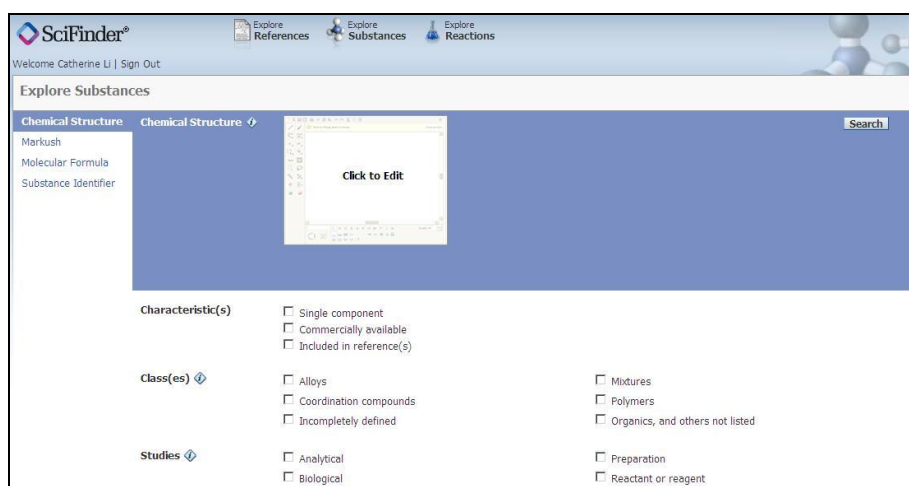 SciFinder®
Explore References
Explore Substances
Explore Reactions
Welcome Catherine Li | Sign Out
Explore Substances
Chemical Structure
Markush
Molecular Formula
Substance Identifier
Chemical Structure
Click to Edit
Search
Characteristic(s)
Single component
Commercially available
Included in reference(s)
Class(es)
Alloys
Mixtures
Coordination compounds
Polymers
Incompletely defined
Organics, and others not listed
Studies
Analytical
Preparation
Biological
Reactant or reagent